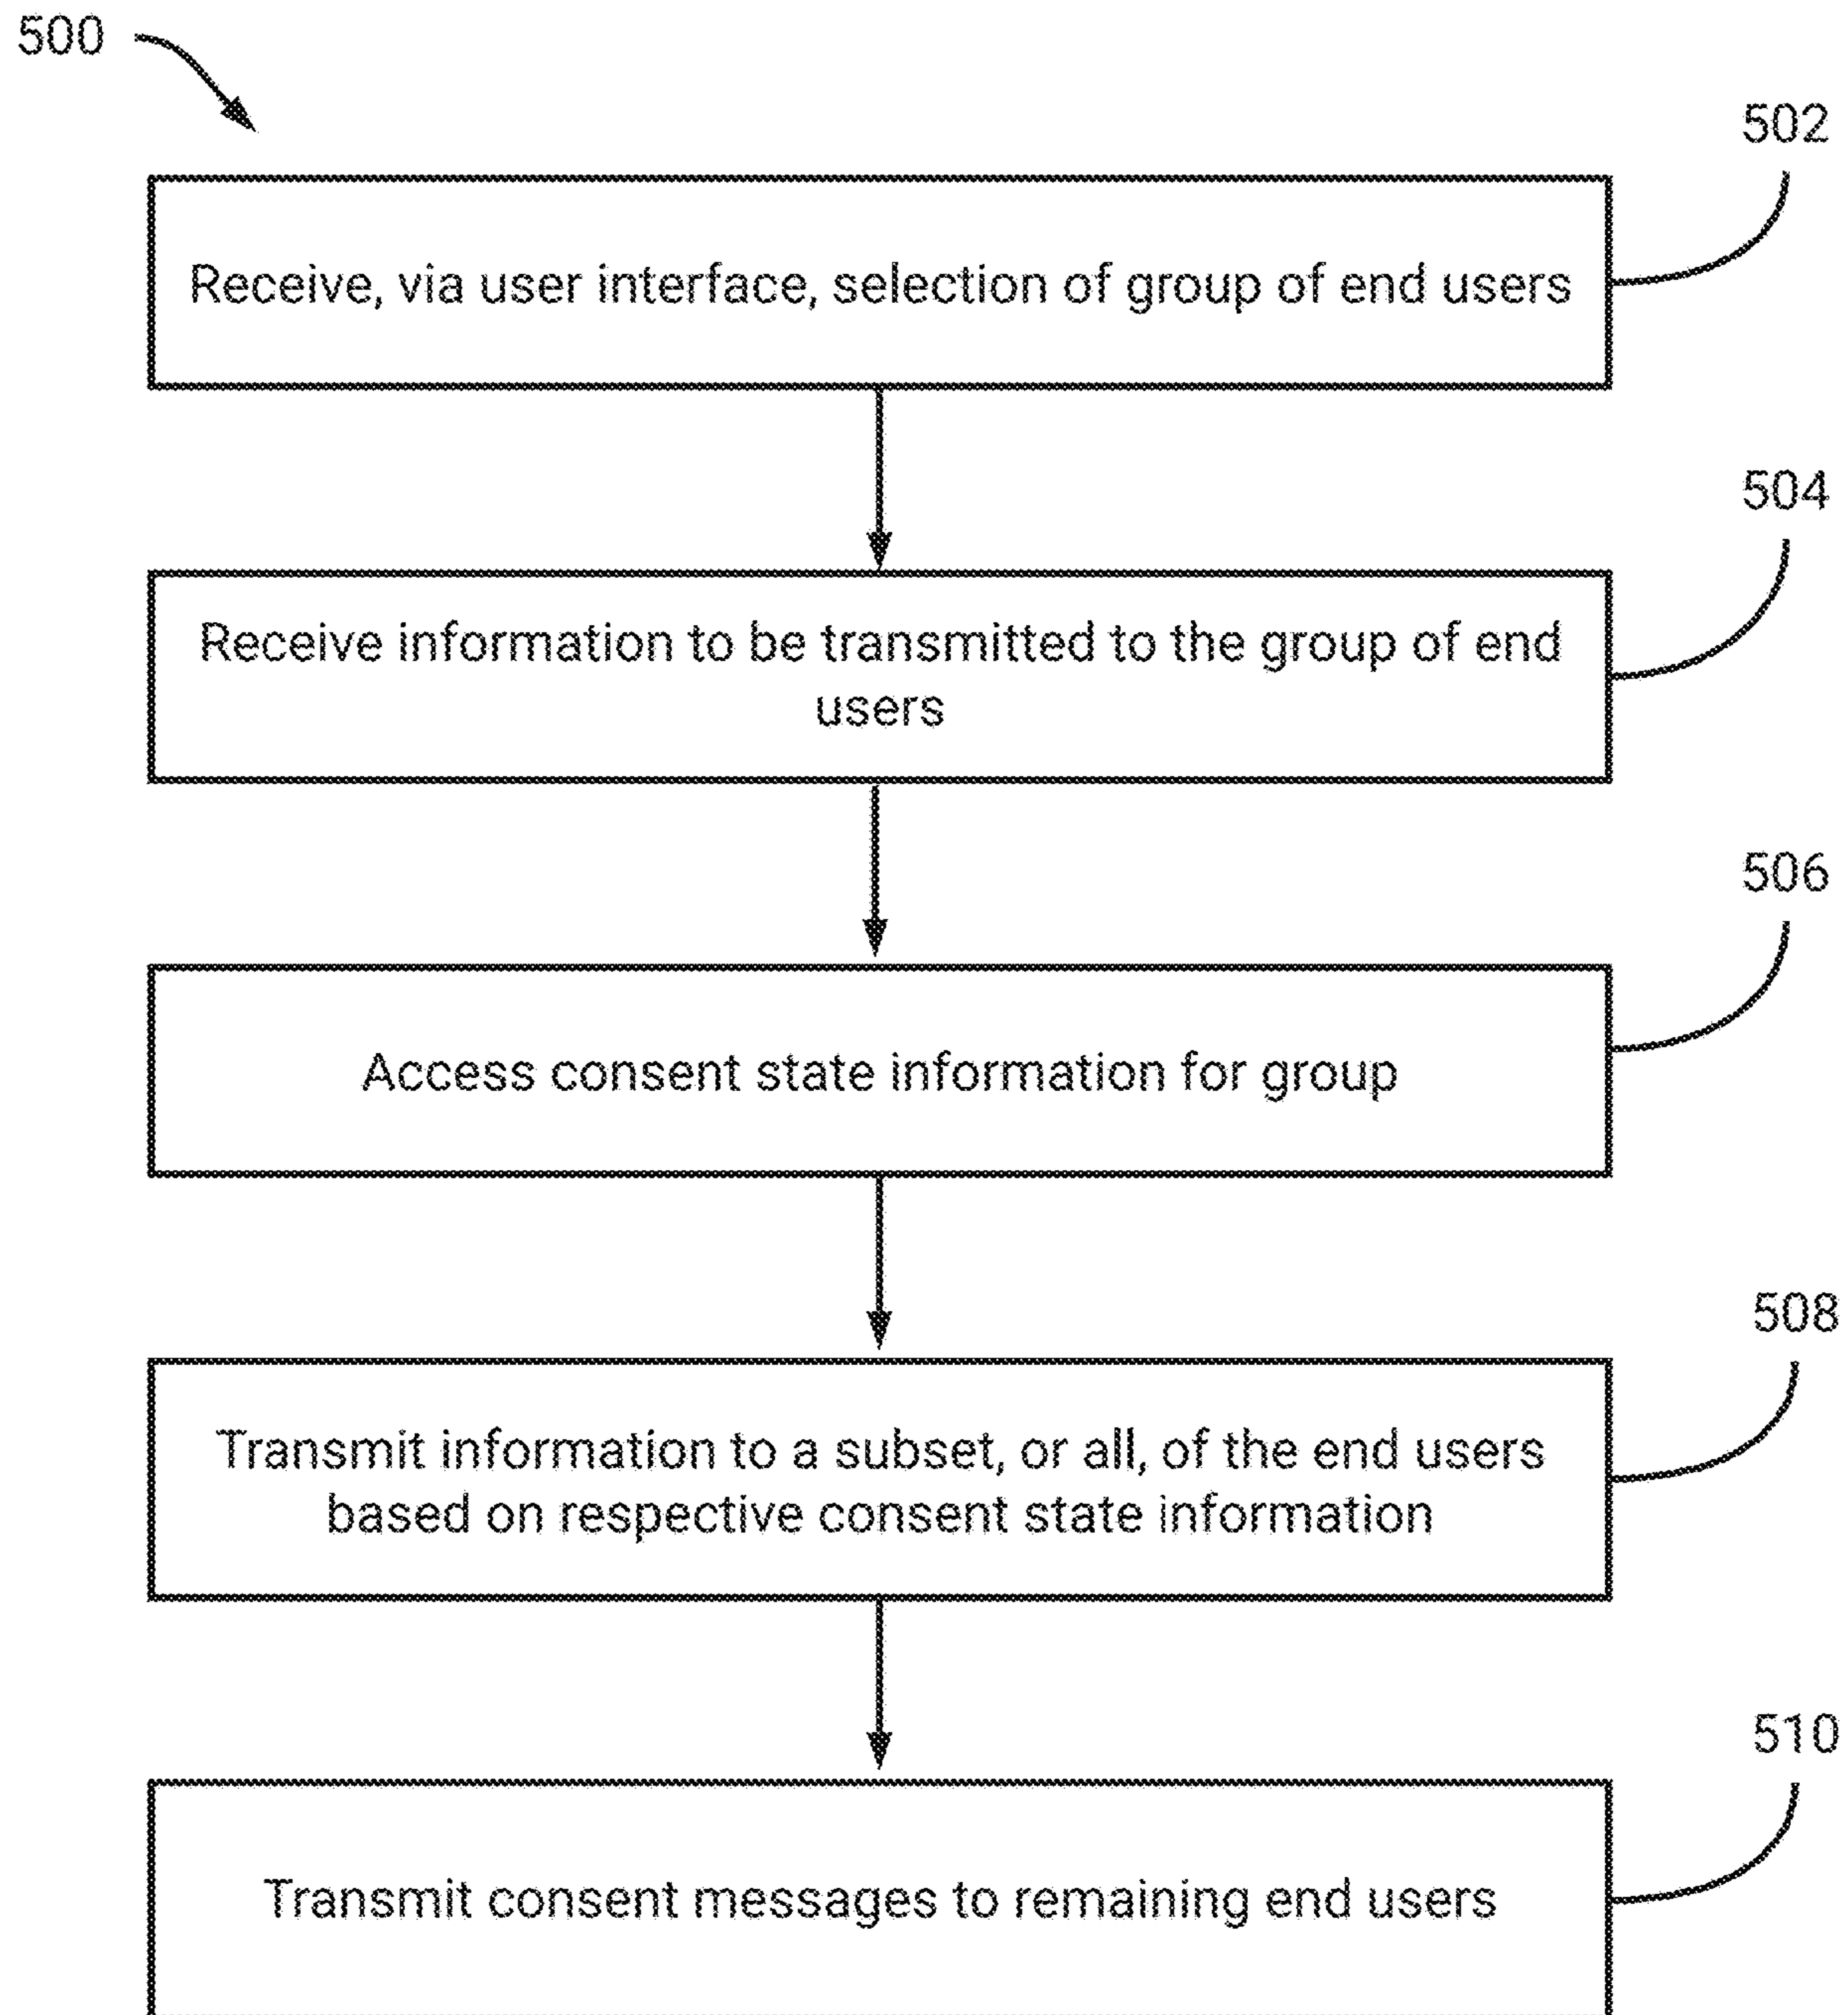 500
502
Receive, via user interface, selection of group of end users
504
Receive information to be transmitted to the group of end
users
506
Access consent state information for group
508
Transmit information to a subset, or all, of the end users
based on respective consent state information
510
Transmit consent messages to remaining end users